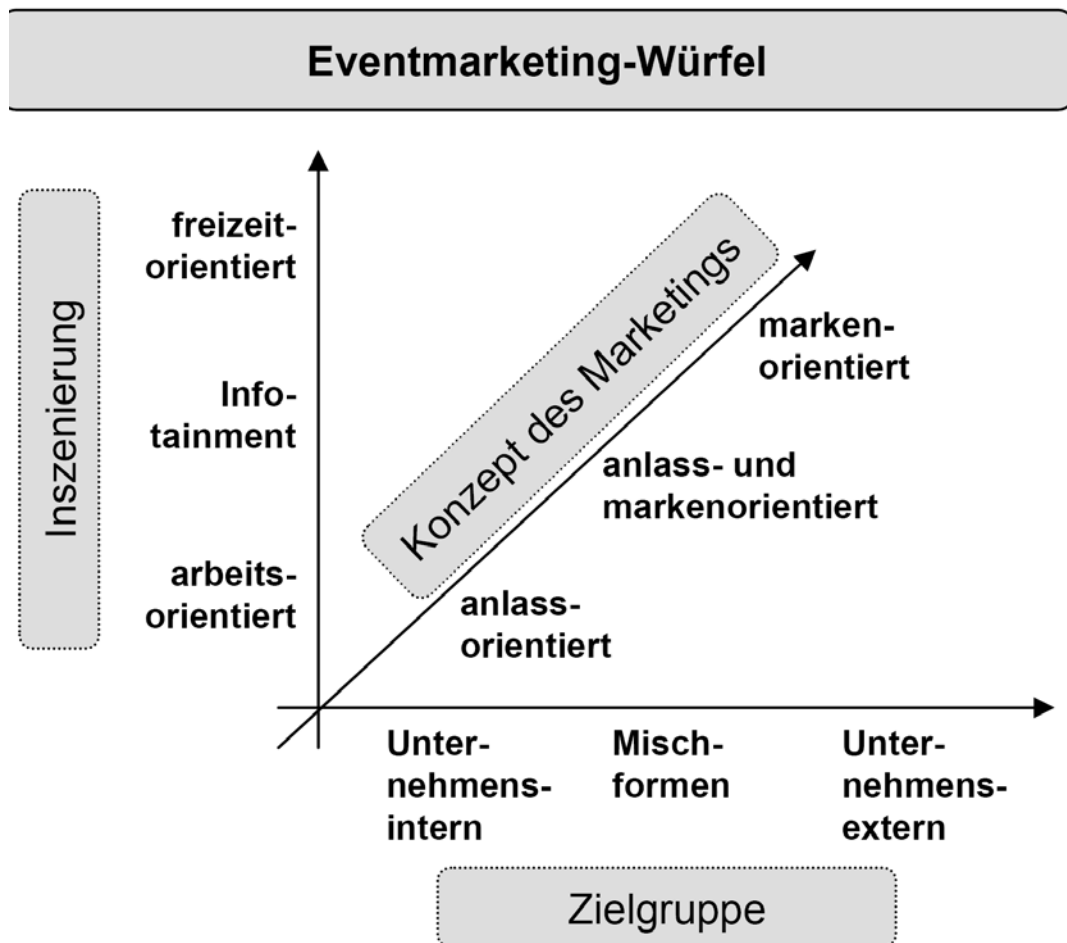 Eventmarketing-Würfel
Inszenierung
freizeit-
orientiert
Info-
tainment
arbeits-
orientiert
Konzept des Marketings
marken-
orientiert
anlass- und
markenorientiert
anlass-
orientiert
Unter-
nehmens-
intern
Misch-
formen
Unter-
nehmens-
extern
Zielgruppe